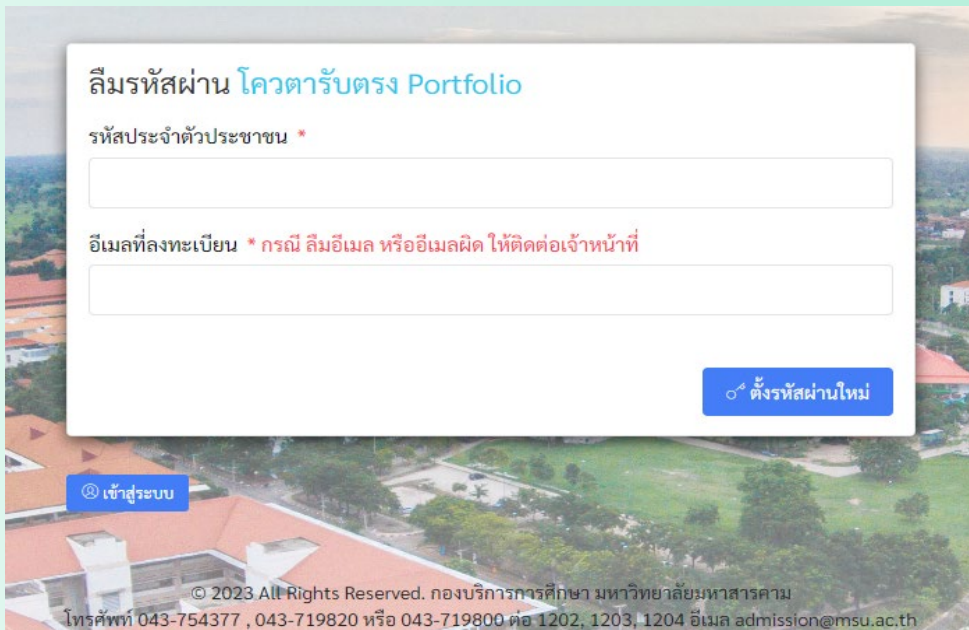 ลืมรหัสผ่าน โควตารับตรง Portfolio
รหัสประจำตัวประชาชน *
อีเมลที่ลงทะเบียน * กรณี ลืมอีเมล หรืออีเมลผิด ให้ติดต่อเจ้าหน้าที่
ตั้งรหัสผ่านใหม่
เข้าสู่ระบบ
© 2023 All Rights Reserved. กองบริการการศึกษา มหาวิทยาลัยมหาสารคาม
โทรศัพท์ 043-754377 , 043-719820 หรือ 043-719800 ต่อ 1202, 1203, 1204 อีเมล admission@msu.ac.th